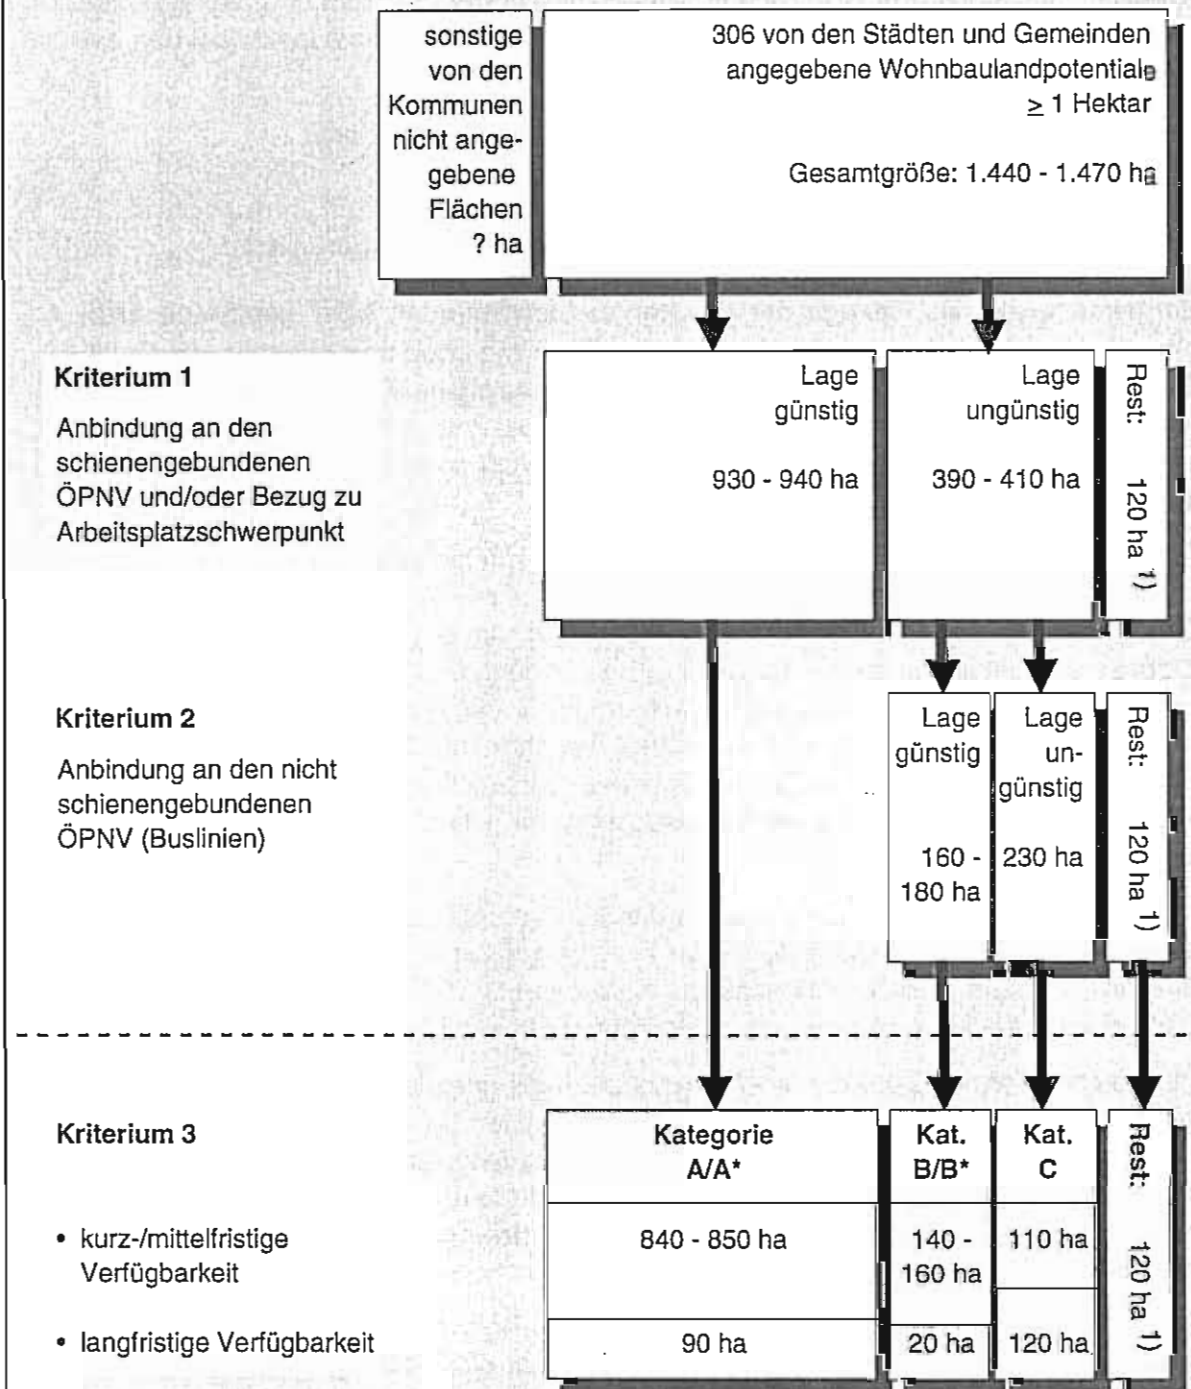 sonstige
von den
Kommunen
nicht ange-
gebene
Flächen
? ha
306 von den Städten und Gemeinden
angegebene Wohnbaulandpotentiale
≥ 1 Hektar
Gesamtgröße: 1.440 - 1.470 ha
Kriterium 1
Anbindung an den
schienengebundenen
ÖPNV und/oder Bezug zu
Arbeitsplatzschwerpunkt
Lage
günstig
930 - 940 ha
Lage
ungünstig
390 - 410 ha
Rest: 120 ha 1)
Kriterium 2
Anbindung an den nicht
schienengebundenen
ÖPNV (Buslinien)
Lage
günstig
160 -
180 ha
Lage
un-
günstig
230 ha
Rest: 120 ha 1)
Kriterium 3
• kurz-/mittelfristige
Verfügbarkeit
• langfristige Verfügbarkeit
Kategorie
A/A*
840 - 850 ha
90 ha
Kat.
B/B*
140 -
160 ha
20 ha
Kat.
C
110 ha
120 ha
Rest: 120 ha 1)